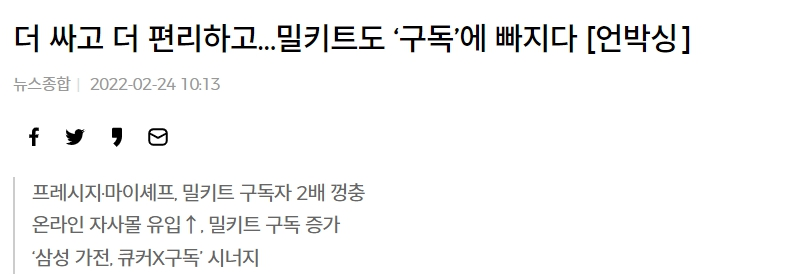 더 싸고 더 편리하고...밀키트도 ‘구독’에 빠지다 [언박싱]
뉴스종합 | 2022-02-24 10:13
프레시지·마이셰프, 밀키트 구독자 2배 껑충
온라인 자사몰 유입↑, 밀키트 구독 증가
‘삼성 가전, 큐커X구독’ 시너지